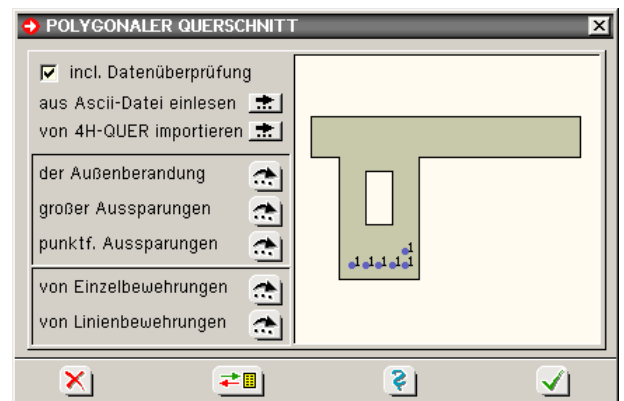 POLYGONALER QUERSCHNITT
incl. Datenüberprüfung
aus Ascii-Datei einlesen
von 4H-QUER importieren
der Außenberandung
großer Aussparungen
punktf. Aussparungen
von Einzelbewehrungen
von Linienbewehrungen
1
1 1 1 1 1